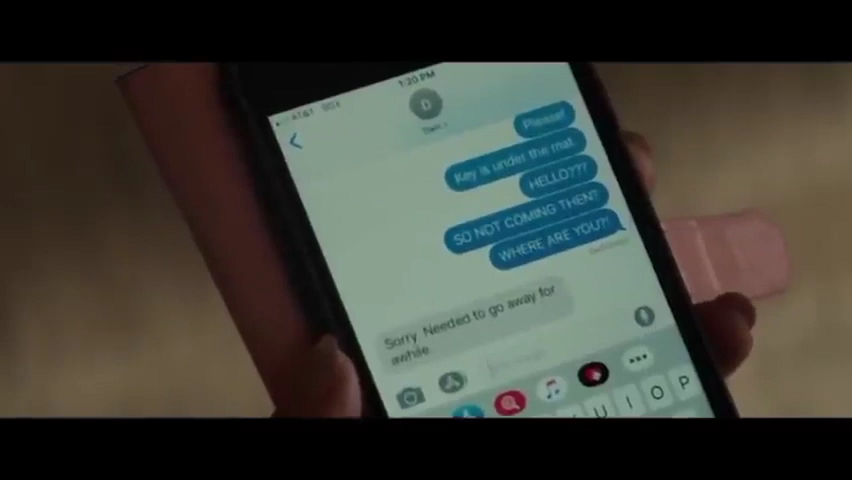 AT&T
1:20 PM
D
Please!
Key is under the mat.
HELLO???
SO NOT COMING THEN?
WHERE ARE YOU?!
Sorry Needed to go away for
awhile
U I O P